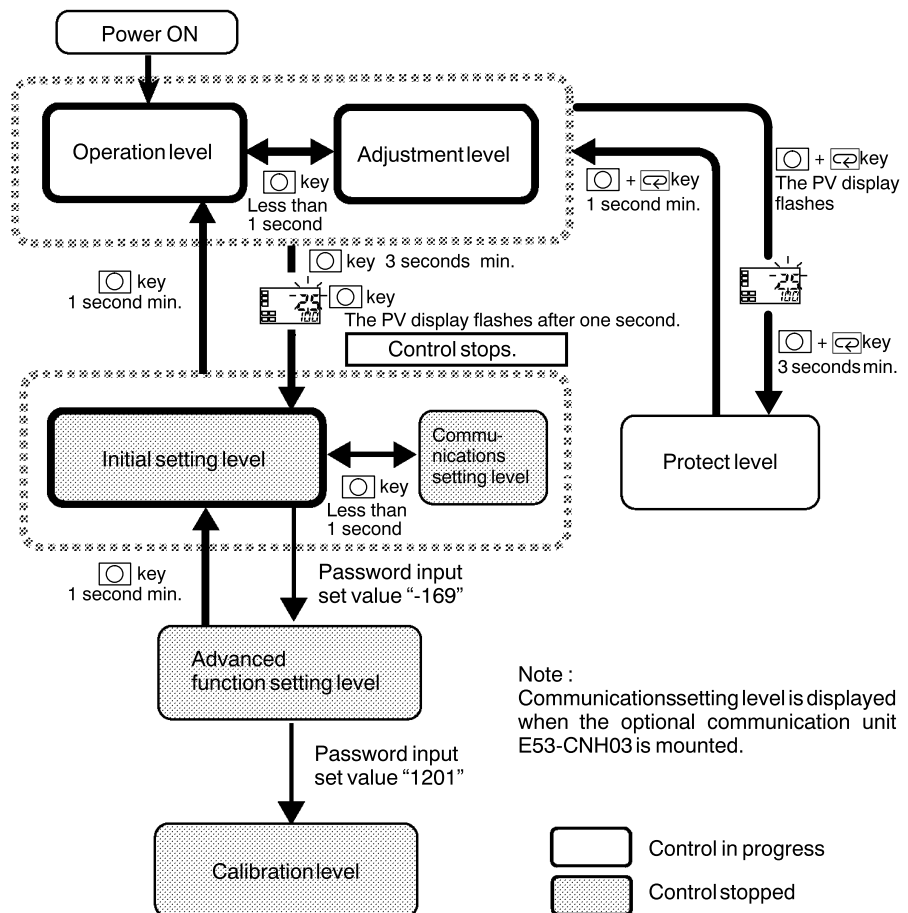 Power ON
Operation level
Adjustment level
key
Less than
1 second
+ key
1 second min.
+ key
The PV display
flashes
key
1 second min.
key 3 seconds min.
25
100
key
The PV display flashes after one second.
Control stops.
25
100
+ key
3 seconds min.
Initial setting level
Commu-
nications
setting level
key
Less than
1 second
Protect level
key
1 second min.
Password input
set value "-169"
Advanced
function setting level
Note :
Communicationssetting level is displayed
when the optional communication unit
E53-CNH03 is mounted.
Password input
set value "1201"
Calibration level
Control in progress
Control stopped